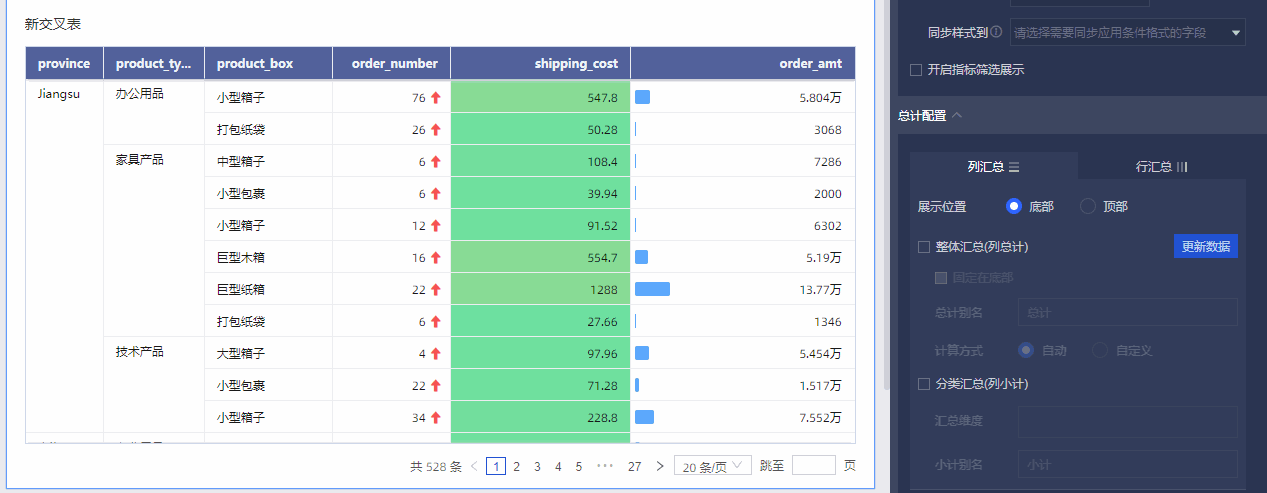 新交叉表
province product_ty... product_box order_number shipping_cost order_amt
Jiangsu 办公用品 小型箱子 76 547.8 5.804万
打包纸袋 26 50.28 3068
家具产品 中型箱子 6 108.4 7286
小型包裹 6 39.94 2000
小型箱子 12 91.52 6302
巨型木箱 16 554.7 5.19万
巨型纸箱 22 1288 13.77万
打包纸袋 6 27.66 1346
技术产品 大型箱子 4 97.96 5.454万
小型包裹 22 71.28 1.517万
小型箱子 34 228.8 7.552万
共 528 条 1 2 3 4 5 ••• 27 20 条/页 跳至 页
同步样式到 请选择需要同步应用条件格式的字段
开启指标筛选展示
总计配置
列汇总 行汇总
展示位置 底部 顶部
整体汇总(列总计) 更新数据
固定在底部
总计别名 总计
计算方式 自动 自定义
分类汇总(列小计)
汇总维度
小计别名 小计